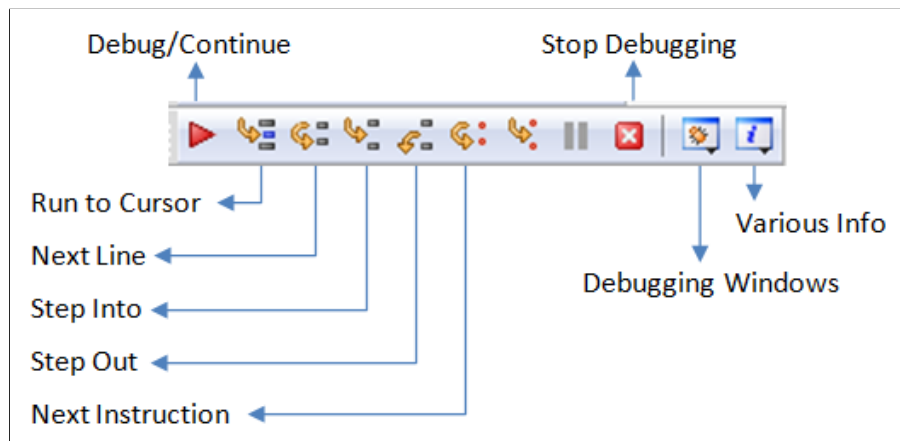 Debug/Continue
Stop Debugging
Run to Cursor
Various Info
Next Line
Debugging Windows
Step Into
Step Out
Next Instruction